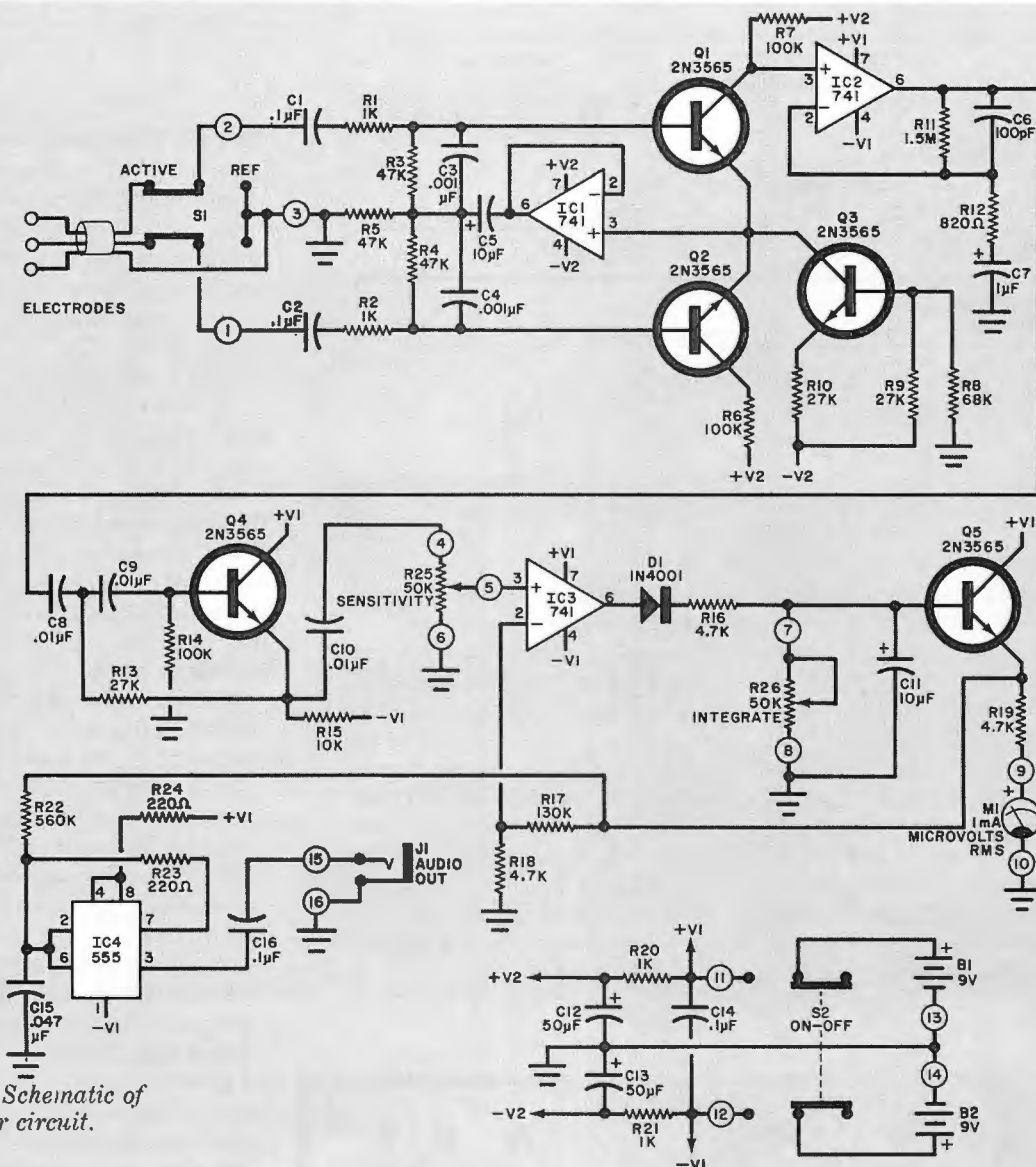 ELECTRODES
ACTIVE
REF
S1
2
3
1
C1
.1µF
R1
1K
C2
.1µF
R2
1K
R3
47K
R5
47K
R4
47K
C3
.001
µF
C5
10µF
+
C4
.001µF
+V2
7
6
IC1
741
2
−
3
+
4
-V2
Q1
2N3565
Q2
2N3565
Q3
2N3565
R7
100K
+V2
+V1
7
3
+
IC2
741
6
2
−
4
-V1
R11
1.5M
C6
100pF
R12
820Ω
+
C7
1µF
R6
100K
+V2
R10
27K
-V2
R9
27K
R8
68K
C8
.01µF
C9
.01µF
R13
27K
R14
100K
Q4
2N3565
+V1
R15
10K
-V1
C10
.01µF
4
R25
50K
SENSITIVITY
5
6
+V1
7
3
+
IC3
741
6
2
−
4
-V1
D1
1N4001
R16
4.7K
7
R26
50K
INTEGRATE
8
+
C11
10µF
Q5
2N3565
+V1
R19
4.7K
9
+
M1
1mA
MICROVOLTS
RMS
10
R17
130K
R18
4.7K
R22
560K
R24
220Ω
+V1
R23
220Ω
4
8
2
7
6
3
IC4
555
1
-V1
C15
.047
µF
C16
.1µF
15
16
J1
AUDIO
OUT
+V2
R20
1K
+V1
11
C12
50µF
+
C14
.1µF
C13
50µF
+
-V2
R21
1K
12
-V1
S2
ON-OFF
+
B1
9V
13
14
B2
9V
+
Schematic of
r circuit.